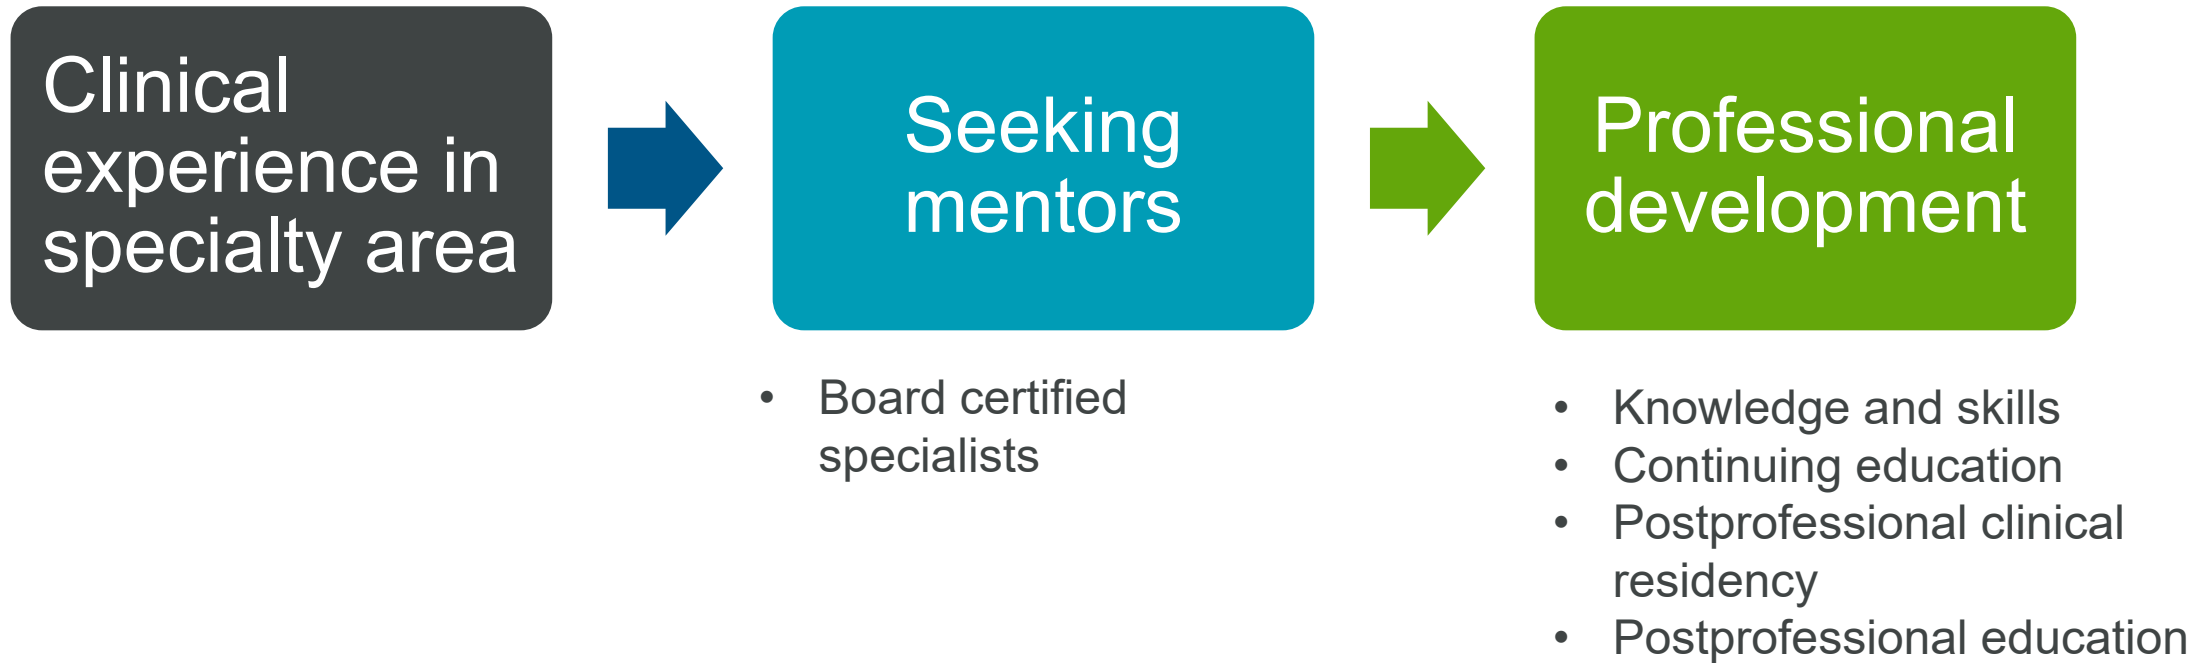 Clinical
experience in
specialty area
Seeking
mentors
Professional
development
• Board certified
specialists
• Knowledge and skills
• Continuing education
• Postprofessional clinical
residency
• Postprofessional education